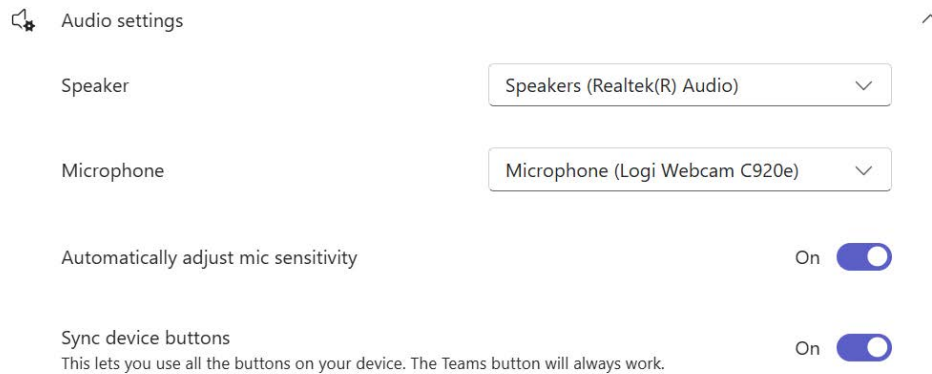 Audio settings
Speaker
Speakers (Realtek(R) Audio)
Microphone
Microphone (Logi Webcam C920e)
Automatically adjust mic sensitivity
On
Sync device buttons
This lets you use all the buttons on your device. The Teams button will always work.
On